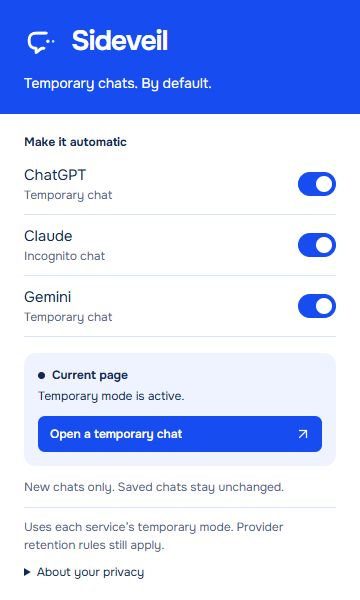 Sideveil
Temporary chats. By default.
Make it automatic
ChatGPT
Temporary chat
Claude
Incognito chat
Gemini
Temporary chat
Current page
Temporary mode is active.
Open a temporary chat
New chats only. Saved chats stay unchanged.
Uses each service's temporary mode. Provider
retention rules still apply.
About your privacy